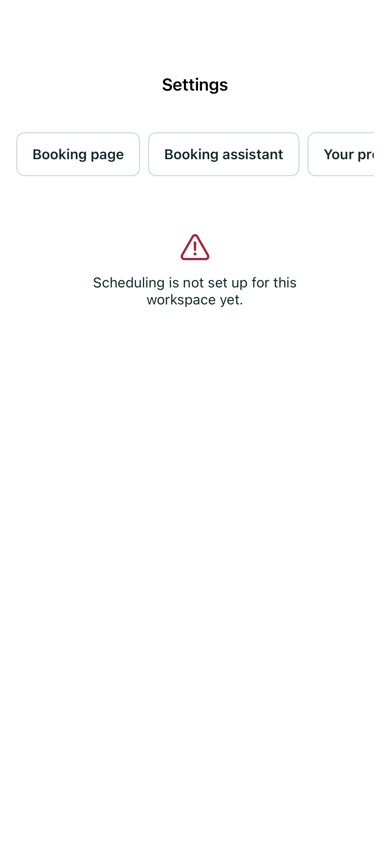 Settings
Booking page
Booking assistant
Your pr
Scheduling is not set up for this
workspace yet.